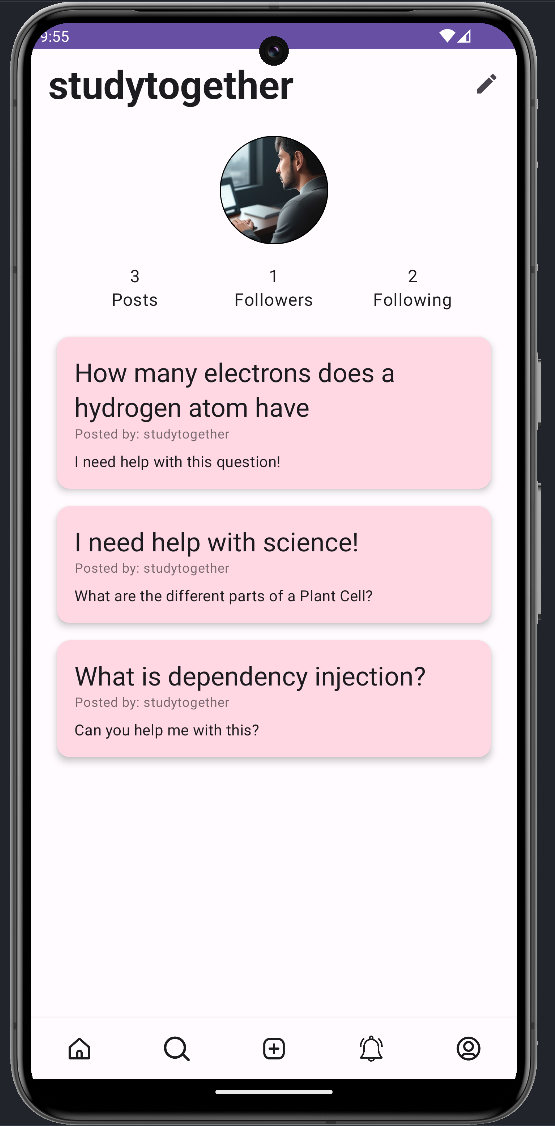 9:55
studytogether
3 1 2
Posts Followers Following
How many electrons does a
hydrogen atom have
Posted by: studytogether
I need help with this question!
I need help with science!
Posted by: studytogether
What are the different parts of a Plant Cell?
What is dependency injection?
Posted by: studytogether
Can you help me with this?